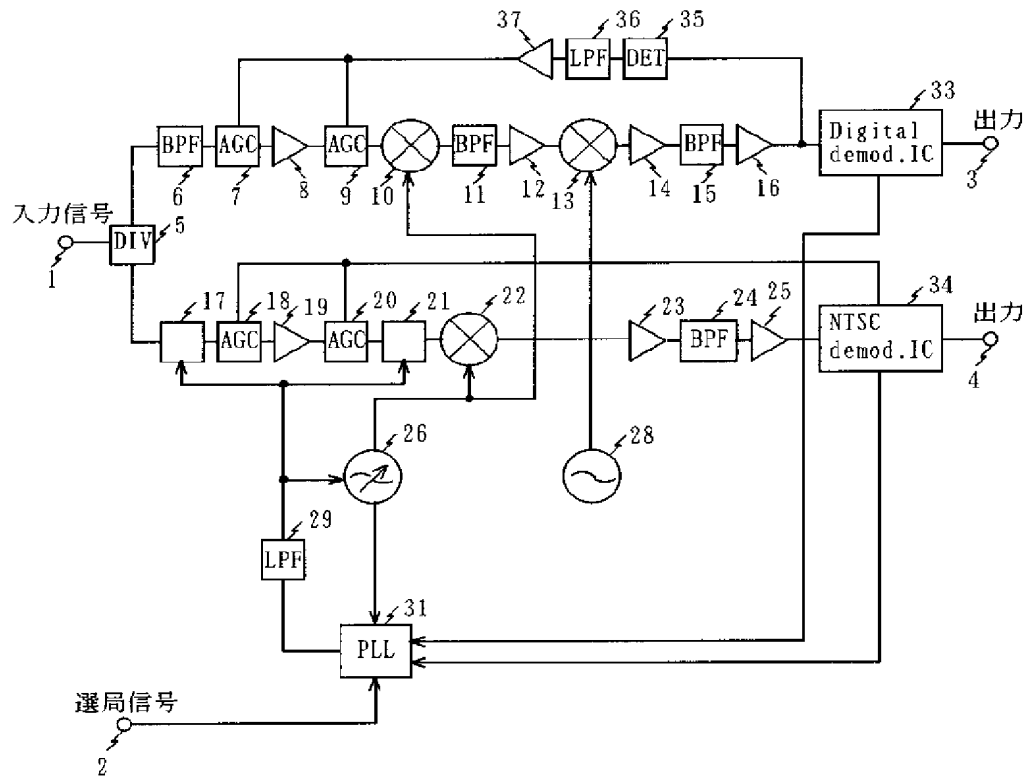 37
36
35
LPF
DET
33
出力
BPF
AGC
AGC
BPF
BPF
Digital
demod.IC
6
7
8
9
10
11
12
13
14
15
16
3
入力信号
5
DIV
1
17
18
19
20
21
22
23
24
25
34
出力
AGC
AGC
BPF
NTSC
demod.IC
4
26
28
29
LPF
31
PLL
選局信号
2